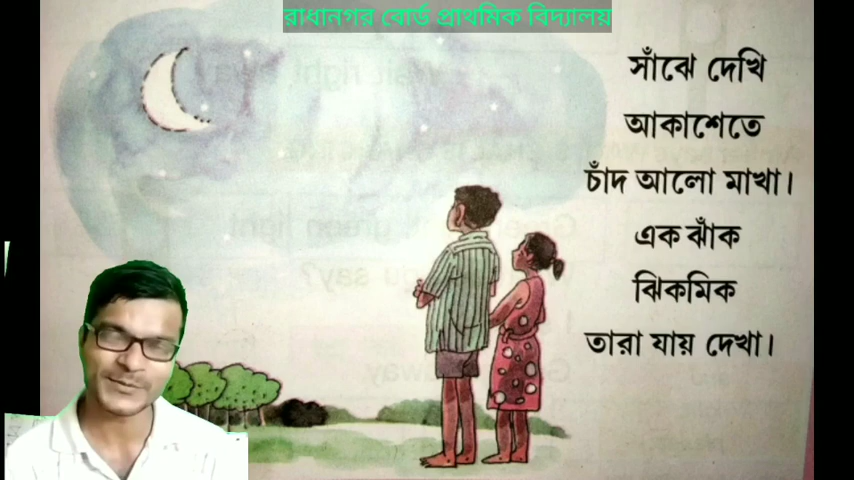 রাধানগর বোর্ড প্রাথমিক বিদ্যালয়
সাঁঝে দেখি
আকাশেতে
চাঁদ আলো মাখা।
এক ঝাঁক
ঝিকমিক
তারা যায় দেখা।